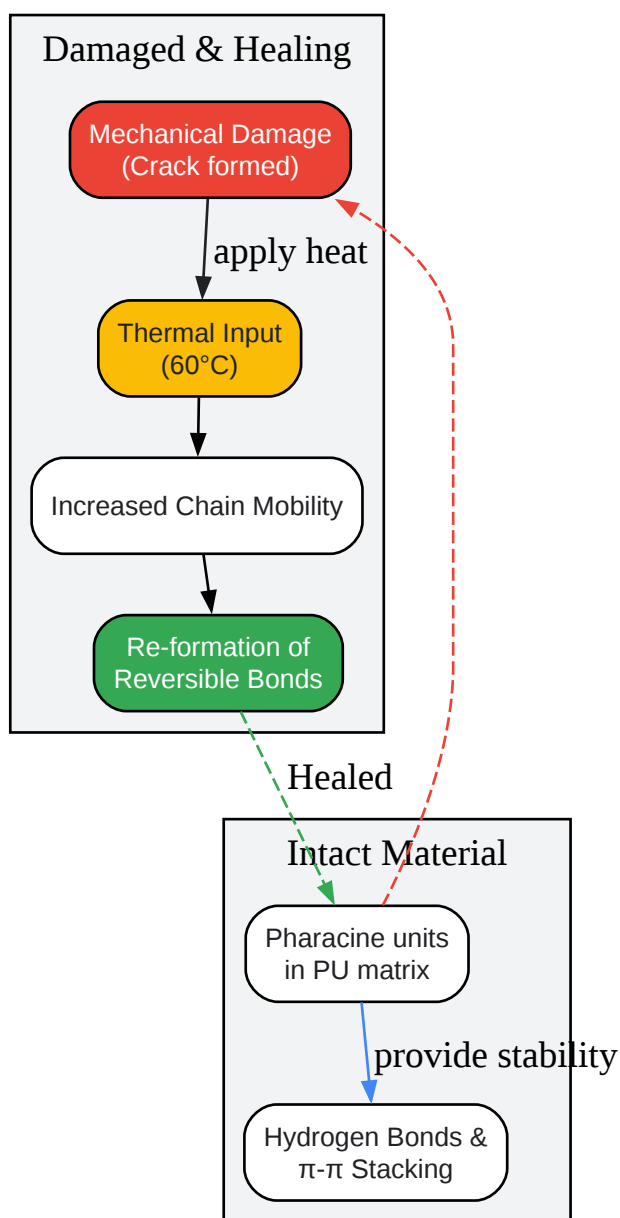 Damaged & Healing
Mechanical Damage
(Crack formed)
apply heat
Thermal Input
(60°C)
Increased Chain Mobility
Re-formation of
Reversible Bonds
Healed
Intact Material
Pharacine units
in PU matrix
provide stability
Hydrogen Bonds &
π-π Stacking